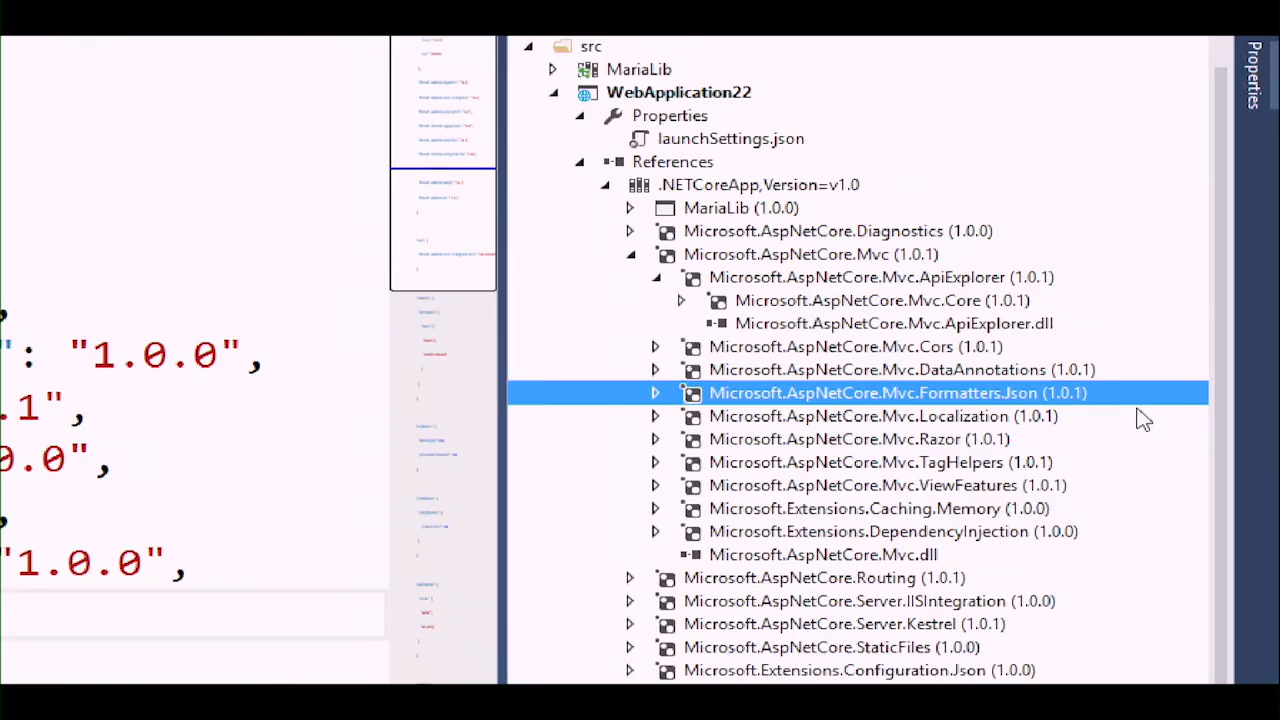 src
MariaLib
WebApplication22
Properties
launchSettings.json
References
.NETCoreApp,Version=v1.0
MariaLib (1.0.0)
Microsoft.AspNetCore.Diagnostics (1.0.0)
Microsoft.AspNetCore.Mvc (1.0.1)
Microsoft.AspNetCore.Mvc.ApiExplorer (1.0.1)
Microsoft.AspNetCore.Mvc.Core (1.0.1)
Microsoft.AspNetCore.Mvc.ApiExplorer.dll
Microsoft.AspNetCore.Mvc.Cors (1.0.1)
Microsoft.AspNetCore.Mvc.DataAnnotations (1.0.1)
Microsoft.AspNetCore.Mvc.Formatters.Json (1.0.1)
Microsoft.AspNetCore.Mvc.Localization (1.0.1)
Microsoft.AspNetCore.Mvc.Razor (1.0.1)
Microsoft.AspNetCore.Mvc.TagHelpers (1.0.1)
Microsoft.AspNetCore.Mvc.ViewFeatures (1.0.1)
Microsoft.Extensions.Caching.Memory (1.0.0)
Microsoft.Extensions.DependencyInjection (1.0.0)
Microsoft.AspNetCore.Mvc.dll
Microsoft.AspNetCore.Routing (1.0.1)
Microsoft.AspNetCore.Server.IISIntegration (1.0.0)
Microsoft.AspNetCore.Server.Kestrel (1.0.1)
Microsoft.AspNetCore.StaticFiles (1.0.0)
Microsoft.Extensions.Configuration.Json (1.0.0)
Properties
,
": "1.0.0",
.1",
0.0",
,
"1.0.0",